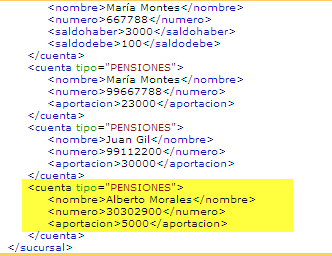 <nombre>María Montes</nombre>
<numero>667788</numero>
<saldohaber>3000</saldohaber>
<saldodebe>100</saldodebe>
</cuenta>
<cuenta tipo="PENSIONES">
<nombre>María Montes</nombre>
<numero>99667788</numero>
<aportacion>23000</aportacion>
</cuenta>
<cuenta tipo="PENSIONES">
<nombre>Juan Gil</nombre>
<numero>99112200</numero>
<aportacion>30000</aportacion>
</cuenta>
<cuenta tipo="PENSIONES">
<nombre>Alberto Morales</nombre>
<numero>30302900</numero>
<aportacion>5000</aportacion>
</cuenta>
</sucursal>